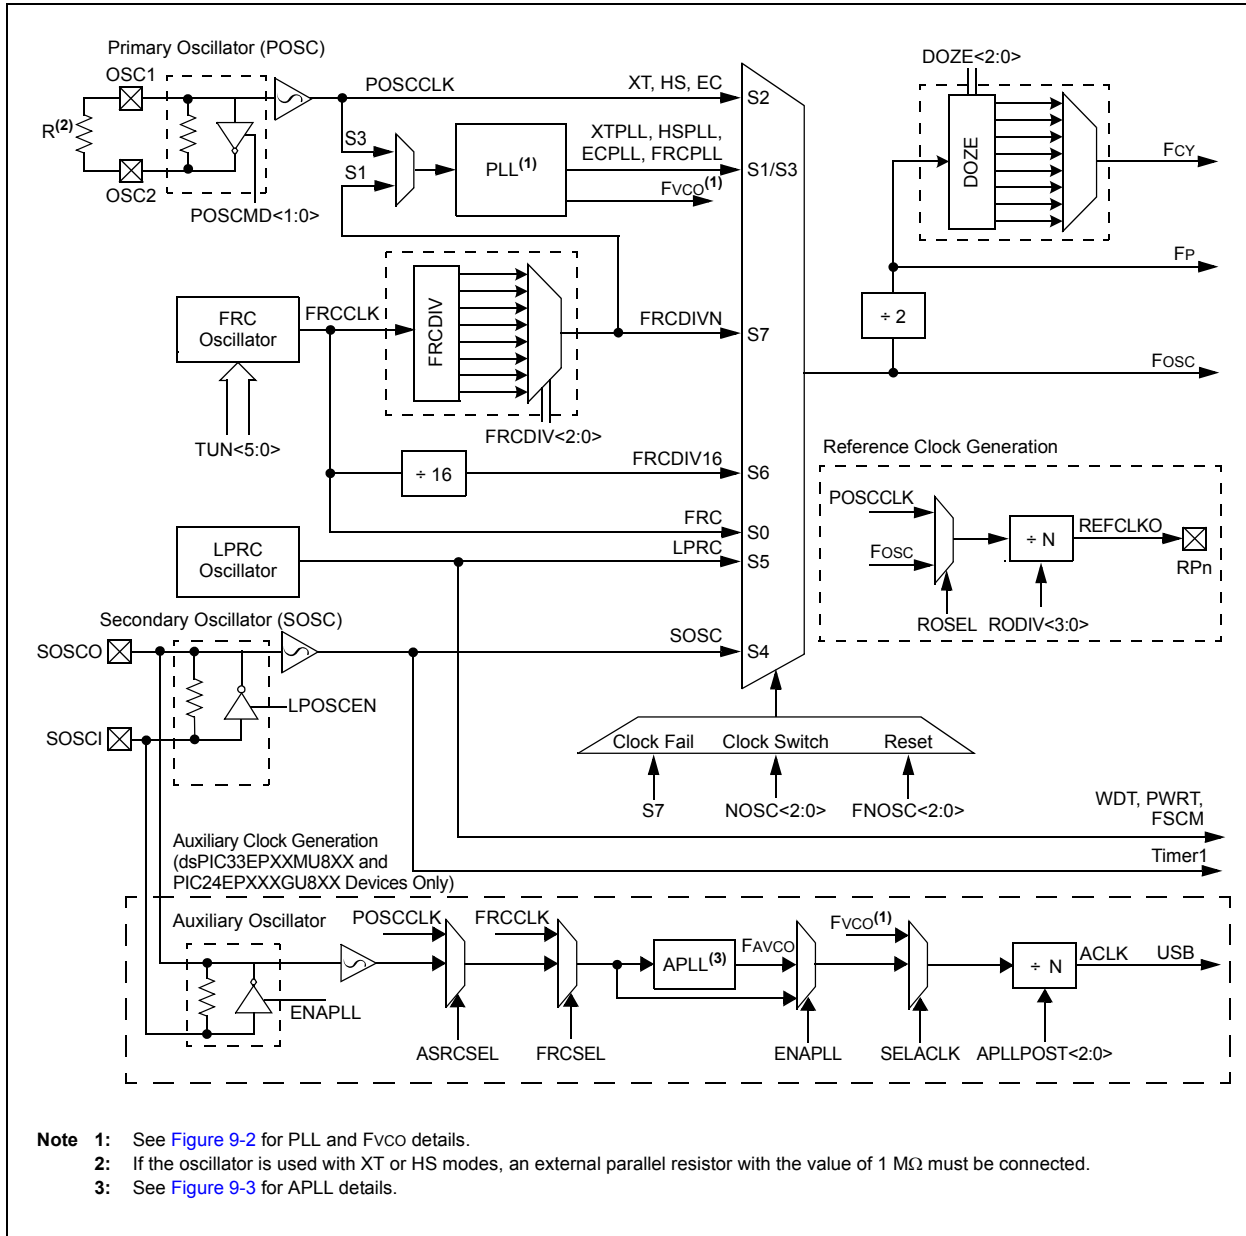 Primary Oscillator (POSC)
OSC1
R(2)
OSC2
POSCMD<1:0>
POSCCLK
S3
S1
PLL(1)
XT, HS, EC
S2
XTPLL, HSPLL,
ECPLL, FRCPLL
S1/S3
FVCO(1)
DOZE<2:0>
DOZE
FCY
FP
÷ 2
FOSC
FRC
Oscillator
TUN<5:0>
FRCCLK
FRCDIV
FRCDIV<2:0>
FRCDIVN
S7
÷ 16
FRCDIV16
S6
FRC
S0
LPRC
Oscillator
LPRC
S5
Reference Clock Generation
POSCCLK
FOSC
÷ N
REFCLKO
RPn
ROSEL
RODIV<3:0>
Secondary Oscillator (SOSC)
SOSCO
SOSCI
LPOSCEN
SOSC
S4
Clock Fail
Clock Switch
Reset
S7
NOSC<2:0>
FNOSC<2:0>
WDT, PWRT,
FSCM
Timer1
Auxiliary Clock Generation
(dsPIC33EPXXMU8XX and
PIC24EPXXXGU8XX Devices Only)
Auxiliary Oscillator
ENAPLL
POSCCLK
ASRCSEL
FRCCLK
FRCSEL
APLL(3)
FAVCO
ENAPLL
FVCO(1)
SELACLK
÷ N
APLLPOST<2:0>
ACLK
USB
Note 1: See Figure 9-2 for PLL and FVCO details.
2: If the oscillator is used with XT or HS modes, an external parallel resistor with the value of 1 MΩ must be connected.
3: See Figure 9-3 for APLL details.